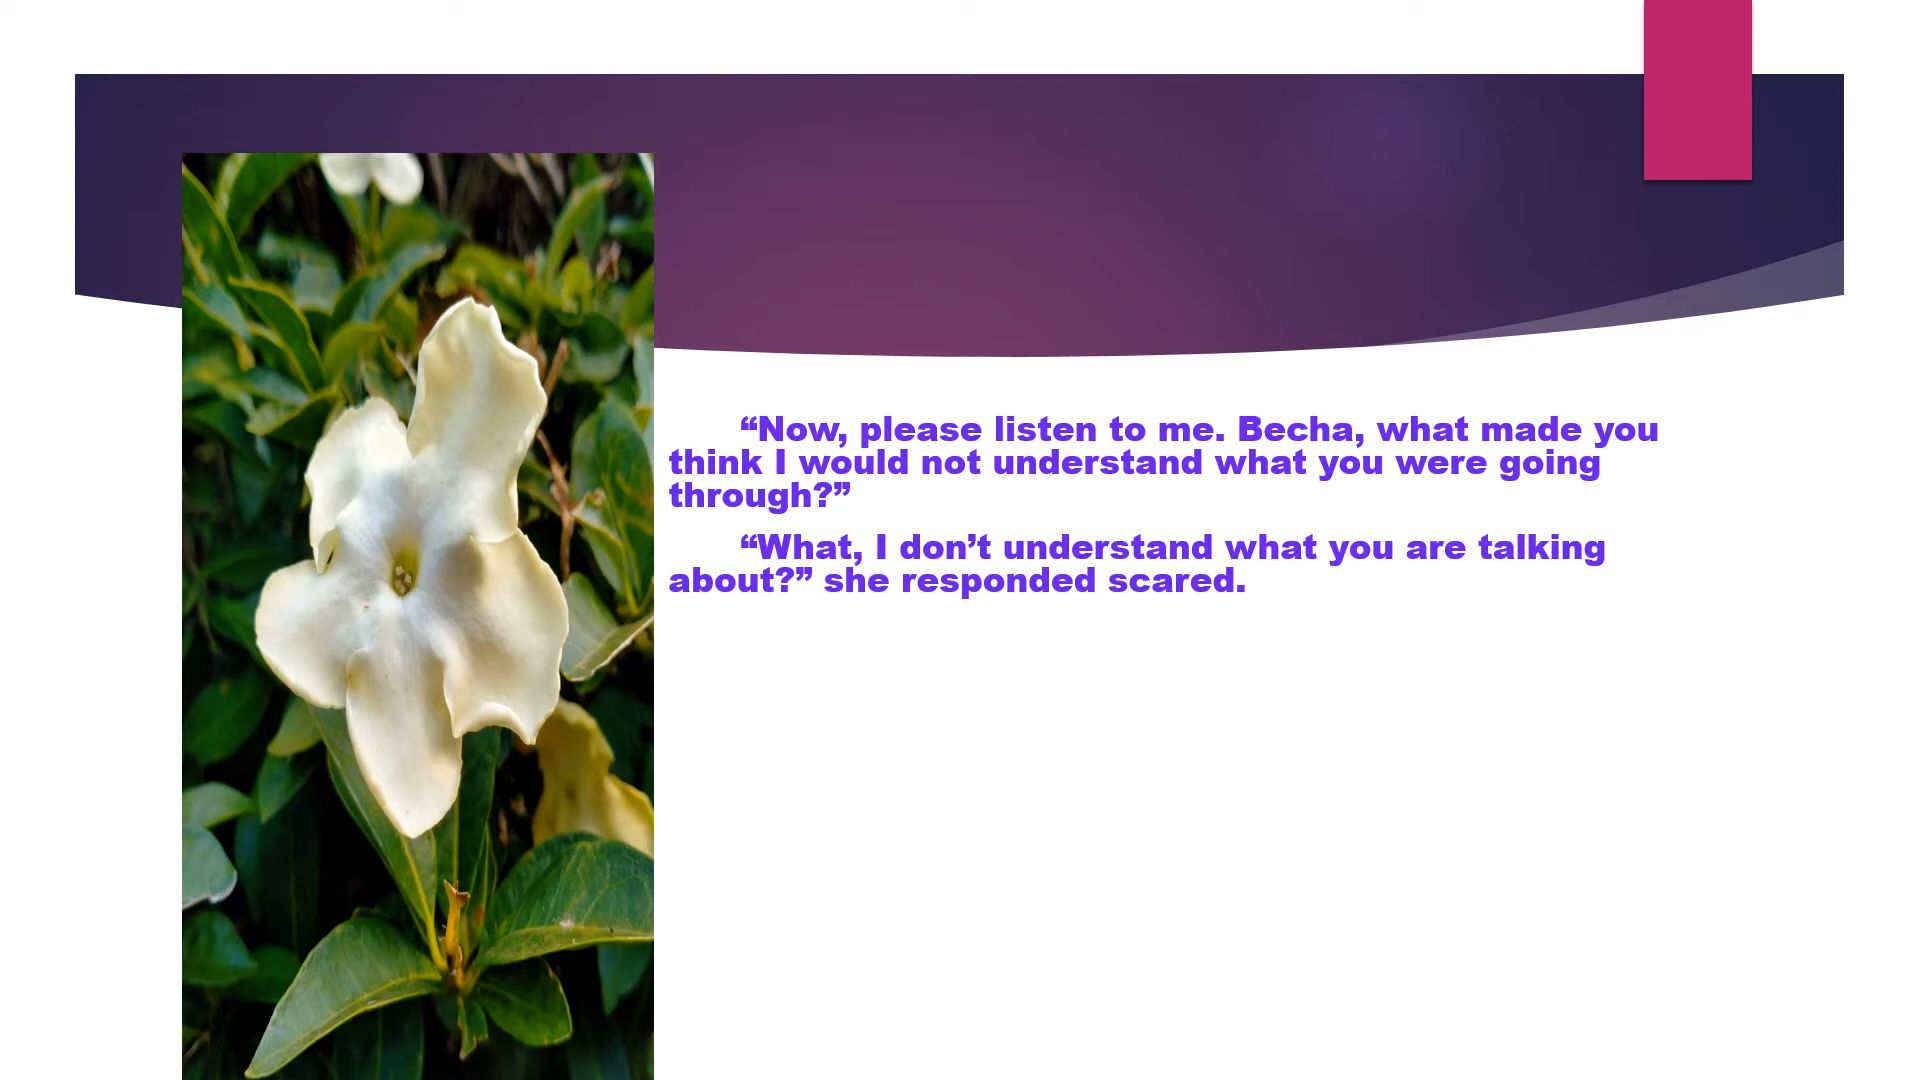 “Now, please listen to me. Becha, what made you
think I would not understand what you were going
through?”
“What, I don’t understand what you are talking
about?” she responded scared.